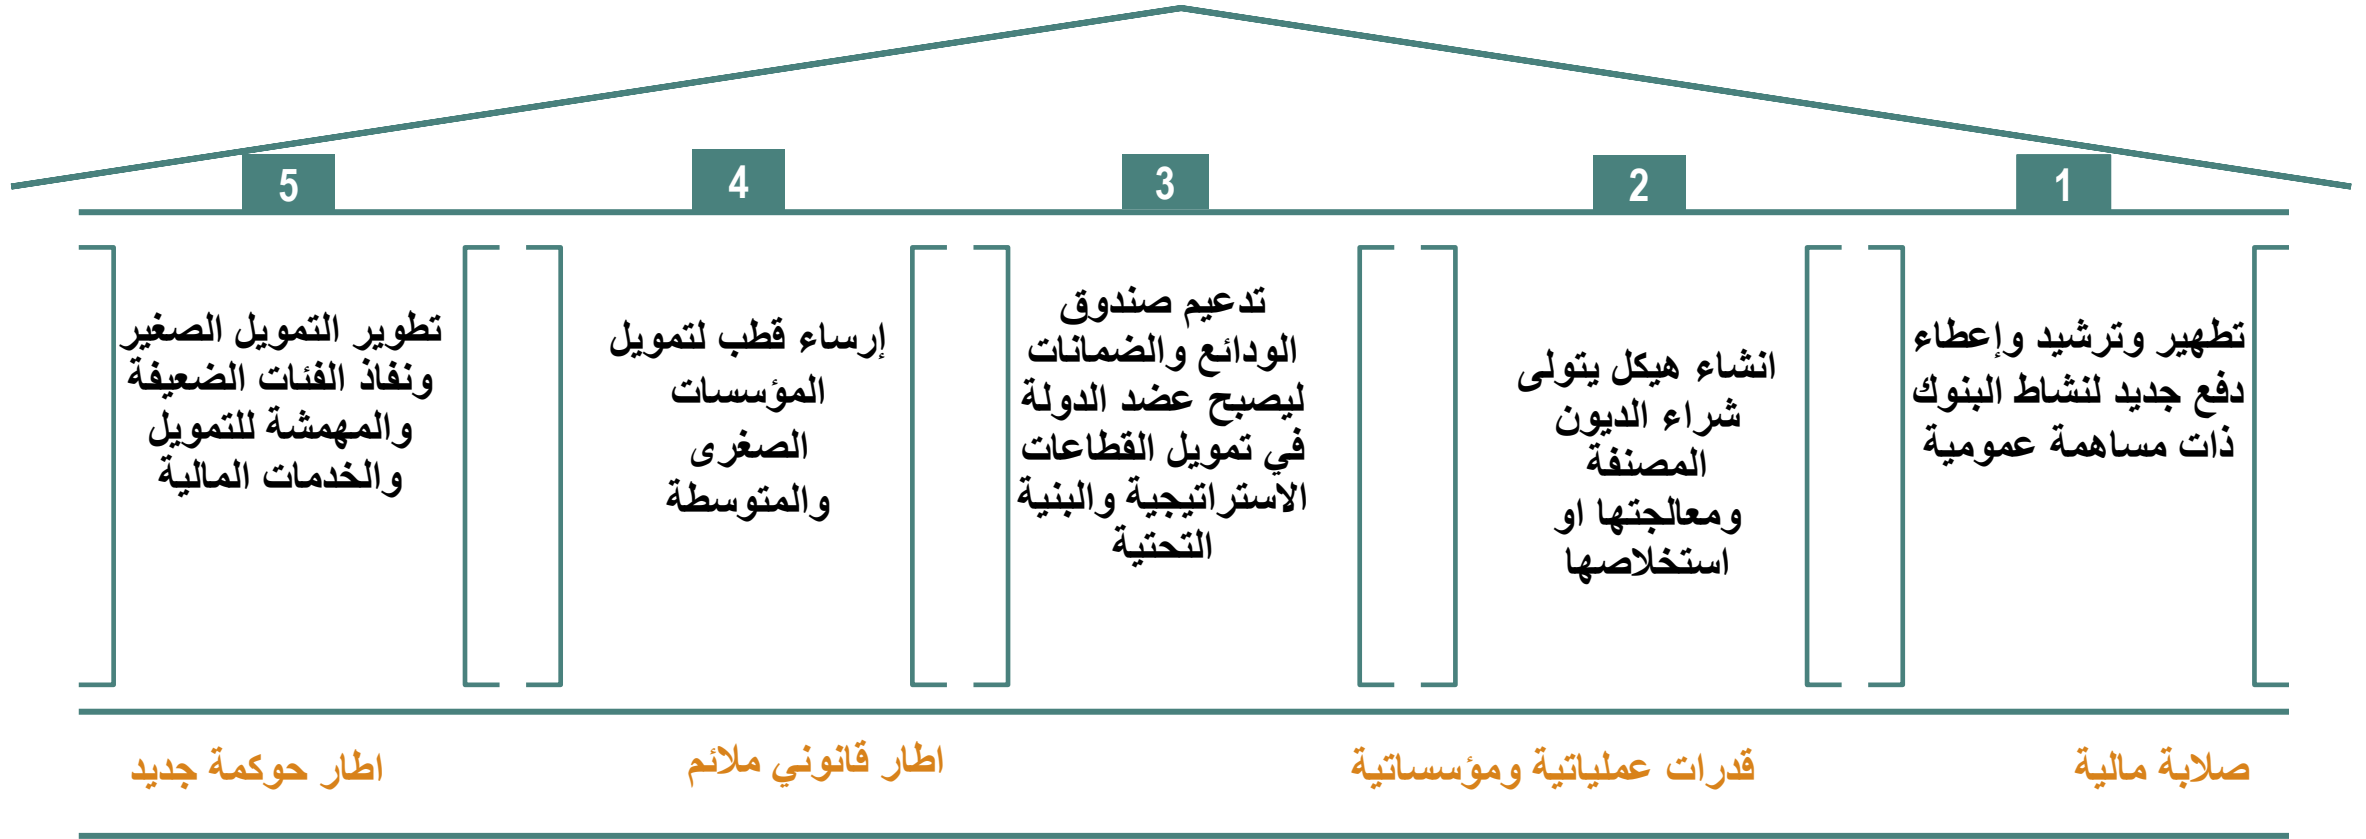 1
تطهير وترشيد وإعطاء
دفع جديد لنشاط البنوك
ذات مساهمة عمومية
2
انشاء هيكل يتولى
شراء الديون
المصنفة
ومعالجتها او
استخلاصها
3
تدعيم صندوق
الودائع والضمانات
ليصبح عضد الدولة
في تمويل القطاعات
الاستراتيجية والبنية
التحتية
4
إرساء قطب لتمويل
المؤسسات
الصغرى
والمتوسطة
5
تطوير التمويل الصغير
ونفاذ الفئات الضعيفة
والمهمشة للتمويل
والخدمات المالية
صلابة مالية
قدرات عملياتية ومؤسساتية
اطار قانوني ملائم
اطار حوكمة جديد